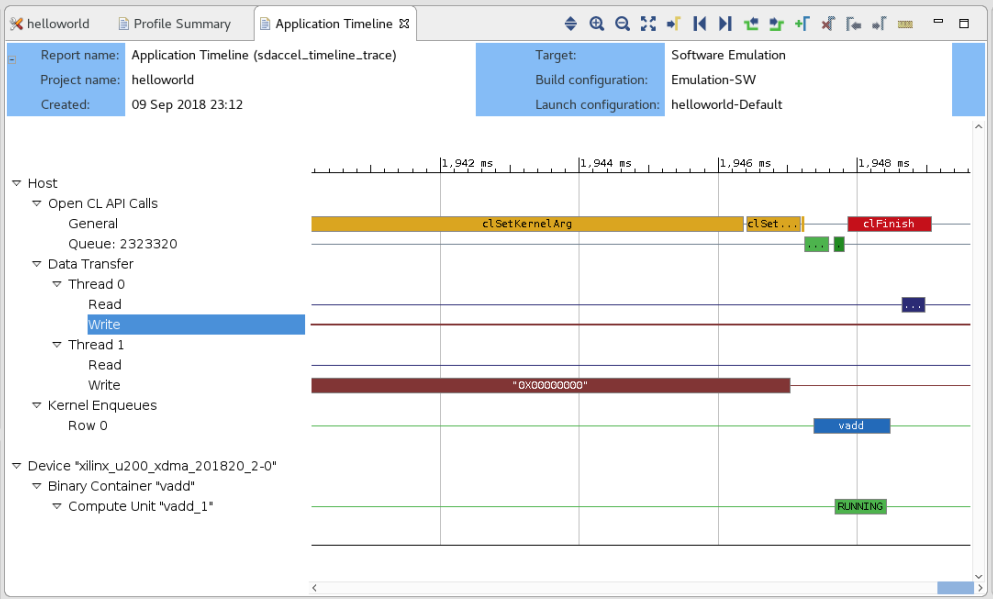 helloworld Profile Summary Application Timeline
Report name: Application Timeline (sdaccel_timeline_trace) Target: Software Emulation
Project name: helloworld Build configuration: Emulation-SW
Created: 09 Sep 2018 23:12 Launch configuration: helloworld-Default
1,942 ms 1,944 ms 1,946 ms 1,948 ms
Host
Open CL API Calls
General clSetKernelArg clSet... clFinish
Queue: 2323320 ... .
Data Transfer
Thread 0
Read ...
Write
Thread 1
Read
Write "0X00000000"
Kernel Enqueues
Row 0 vadd
Device "xilinx_u200_xdma_201820_2-0"
Binary Container "vadd"
Compute Unit "vadd_1" RUNNING